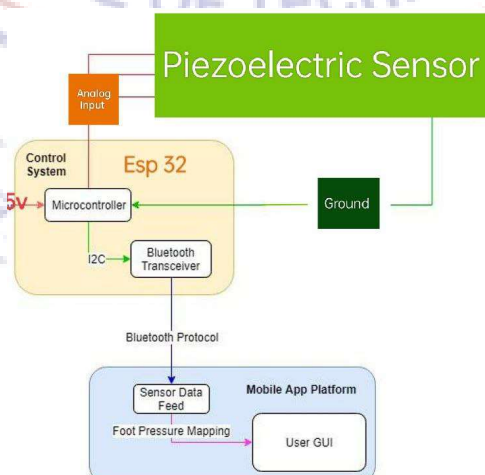 Piezoelectric Sensor
Analog
Input
Control
System
Esp 32
5V
Microcontroller
Ground
I2C
Bluetooth
Transceiver
Bluetooth Protocol
Sensor Data
Feed
Mobile App Platform
Foot Pressure Mapping
User GUI